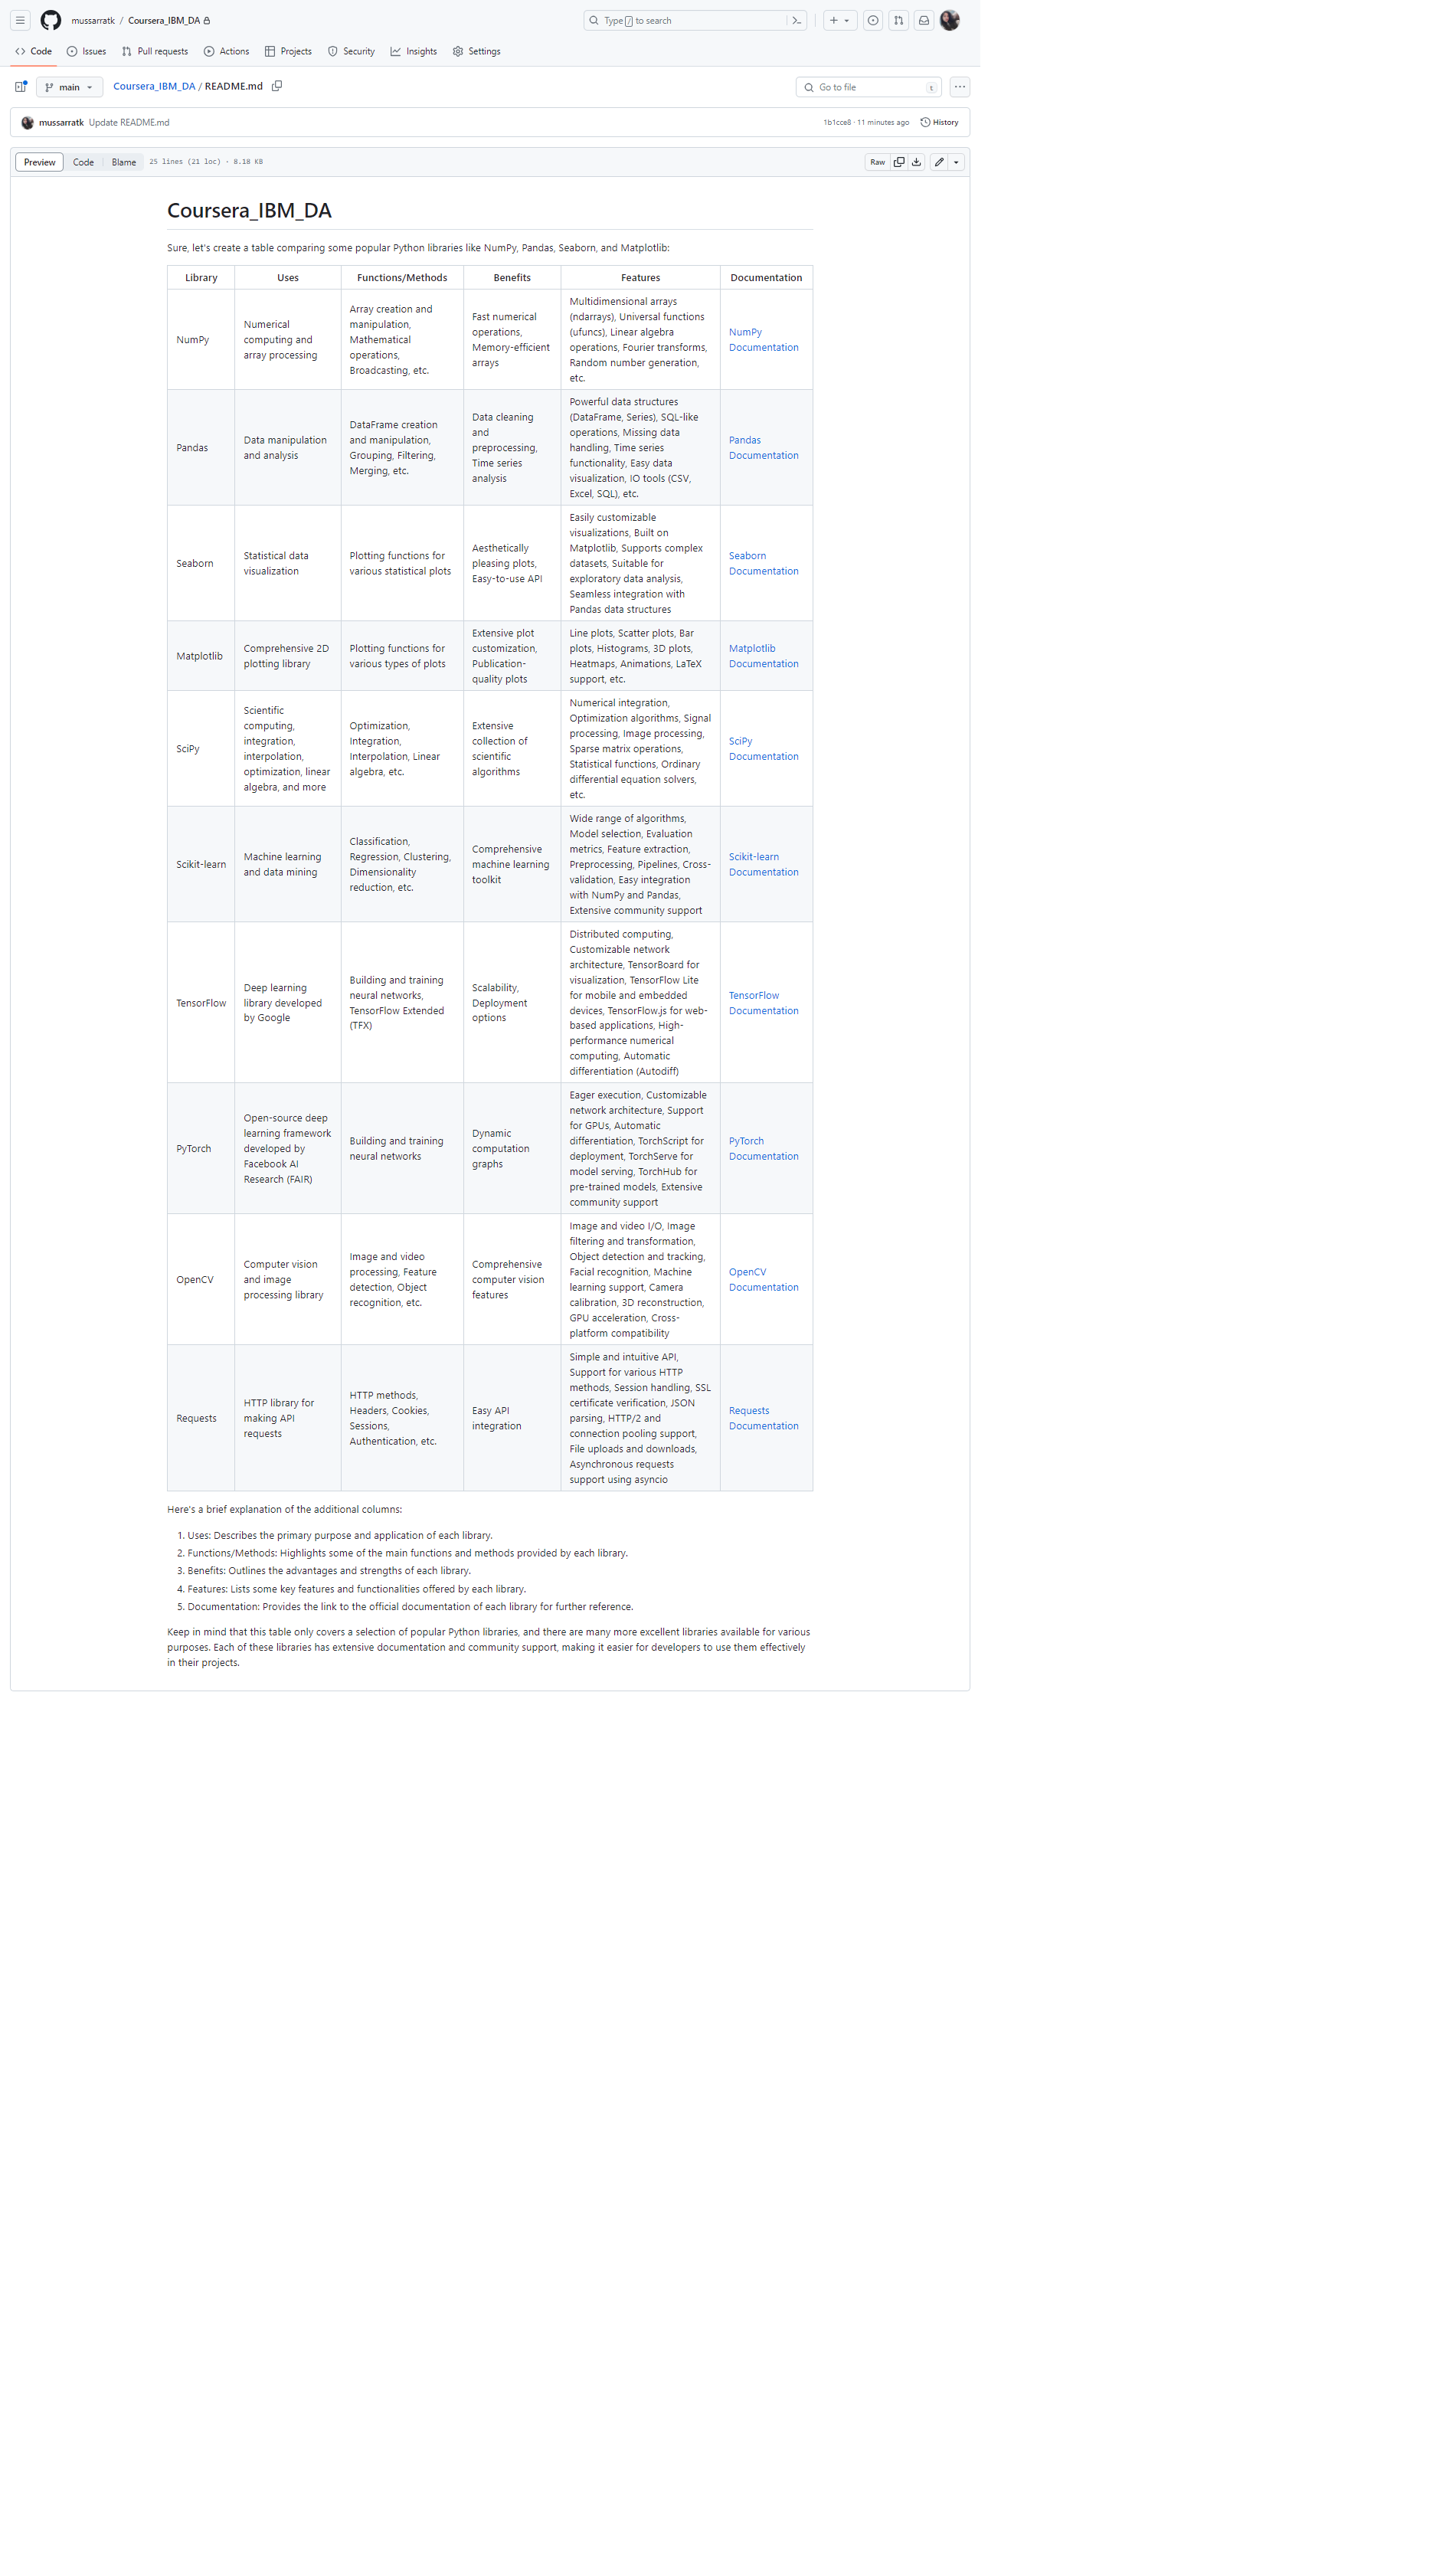 mussarratk / Coursera_IBM_DA
Type / to search
Code Issues Pull requests Actions Projects Security Insights Settings
main Coursera_IBM_DA / README.md
Go to file t
mussarratk Update README.md
1b1cce8 · 11 minutes ago History
Preview Code Blame 25 lines (21 loc) · 8.18 KB
Raw
Coursera_IBM_DA
Sure, let's create a table comparing some popular Python libraries like NumPy, Pandas, Seaborn, and Matplotlib:
Library Uses Functions/Methods Benefits Features Documentation
NumPy
Numerical
computing and
array processing
Array creation and
manipulation,
Mathematical
operations,
Broadcasting, etc.
Fast numerical
operations,
Memory-efficient
arrays
Multidimensional arrays
(ndarrays), Universal functions
(ufuncs), Linear algebra
operations, Fourier transforms,
Random number generation,
etc.
NumPy
Documentation
Pandas
Data manipulation
and analysis
DataFrame creation
and manipulation,
Grouping, Filtering,
Merging, etc.
Data cleaning
and
preprocessing,
Time series
analysis
Powerful data structures
(DataFrame, Series), SQL-like
operations, Missing data
handling, Time series
functionality, Easy data
visualization, IO tools (CSV,
Excel, SQL), etc.
Pandas
Documentation
Seaborn
Statistical data
visualization
Plotting functions for
various statistical plots
Aesthetically
pleasing plots,
Easy-to-use API
Easily customizable
visualizations, Built on
Matplotlib, Supports complex
datasets, Suitable for
exploratory data analysis,
Seamless integration with
Pandas data structures
Seaborn
Documentation
Matplotlib
Comprehensive 2D
plotting library
Plotting functions for
various types of plots
Extensive plot
customization,
Publication-
quality plots
Line plots, Scatter plots, Bar
plots, Histograms, 3D plots,
Heatmaps, Animations, LaTeX
support, etc.
Matplotlib
Documentation
SciPy
Scientific
computing,
integration,
interpolation,
optimization, linear
algebra, and more
Optimization,
Integration,
Interpolation, Linear
algebra, etc.
Extensive
collection of
scientific
algorithms
Numerical integration,
Optimization algorithms, Signal
processing, Image processing,
Sparse matrix operations,
Statistical functions, Ordinary
differential equation solvers,
etc.
SciPy
Documentation
Scikit-learn
Machine learning
and data mining
Classification,
Regression, Clustering,
Dimensionality
reduction, etc.
Comprehensive
machine learning
toolkit
Wide range of algorithms,
Model selection, Evaluation
metrics, Feature extraction,
Preprocessing, Pipelines, Cross-
validation, Easy integration
with NumPy and Pandas,
Extensive community support
Scikit-learn
Documentation
TensorFlow
Deep learning
library developed
by Google
Building and training
neural networks,
TensorFlow Extended
(TFX)
Scalability,
Deployment
options
Distributed computing,
Customizable network
architecture, TensorBoard for
visualization, TensorFlow Lite
for mobile and embedded
devices, TensorFlow.js for web-
based applications, High-
performance numerical
computing, Automatic
differentiation (Autodiff)
TensorFlow
Documentation
PyTorch
Open-source deep
learning framework
developed by
Facebook AI
Research (FAIR)
Building and training
neural networks
Dynamic
computation
graphs
Eager execution, Customizable
network architecture, Support
for GPUs, Automatic
differentiation, TorchScript for
deployment, TorchServe for
model serving, TorchHub for
pre-trained models, Extensive
community support
PyTorch
Documentation
OpenCV
Computer vision
and image
processing library
Image and video
processing, Feature
detection, Object
recognition, etc.
Comprehensive
computer vision
features
Image and video I/O, Image
filtering and transformation,
Object detection and tracking,
Facial recognition, Machine
learning support, Camera
calibration, 3D reconstruction,
GPU acceleration, Cross-
platform compatibility
OpenCV
Documentation
Requests
HTTP library for
making API
requests
HTTP methods,
Headers, Cookies,
Sessions,
Authentication, etc.
Easy API
integration
Simple and intuitive API,
Support for various HTTP
methods, Session handling, SSL
certificate verification, JSON
parsing, HTTP/2 and
connection pooling support,
File uploads and downloads,
Asynchronous requests
support using asyncio
Requests
Documentation
Here's a brief explanation of the additional columns:
1. Uses: Describes the primary purpose and application of each library.
2. Functions/Methods: Highlights some of the main functions and methods provided by each library.
3. Benefits: Outlines the advantages and strengths of each library.
4. Features: Lists some key features and functionalities offered by each library.
5. Documentation: Provides the link to the official documentation of each library for further reference.
Keep in mind that this table only covers a selection of popular Python libraries, and there are many more excellent libraries available for various
purposes. Each of these libraries has extensive documentation and community support, making it easier for developers to use them effectively
in their projects.